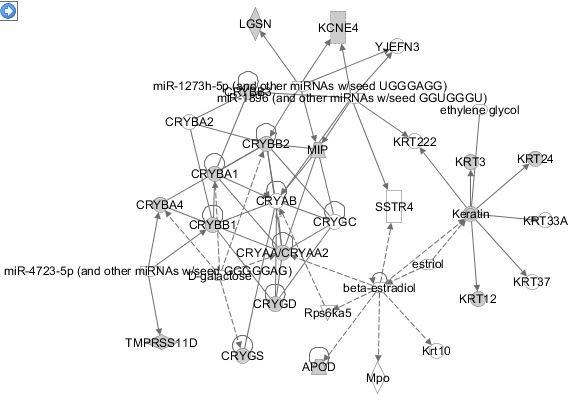 LGSN
KCNE4
YJEFN3
miR-1273h-5p (and other miRNAs w/seed UGGGAGG)
CRYBB3
miR-1896 (and other miRNAs w/seed GGUGGGU)
ethylene glycol
CRYBA2
CRYBB2
MIP
KRT222
KRT3
KRT24
CRYBA1
CRYBA4
CRYAB
SSTR4
Keratin
KRT33A
CRYBB1
CRYGC
CRYAA/CRYAA2
estriol
miR-4723-5p (and other miRNAs w/seed GGGGGAG)
D-galactose
beta-estradiol
KRT37
KRT12
CRYGD
Rps6ka5
TMPRSS11D
CRYGS
APOD
Krt10
Mpo